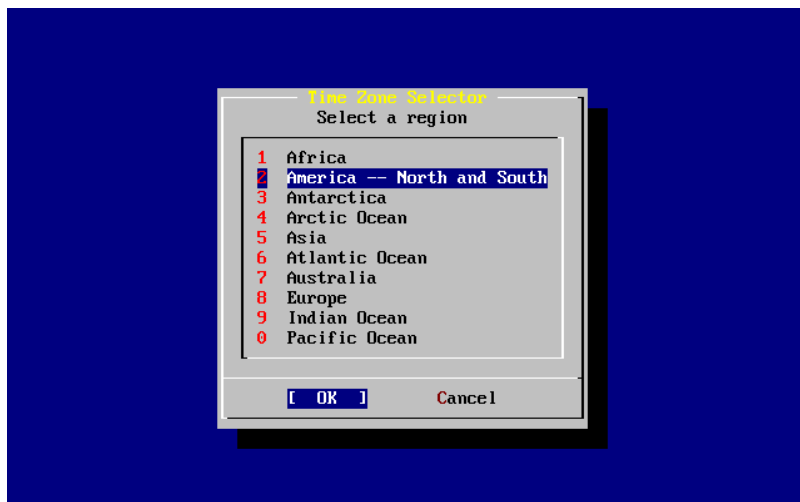 Time Zone Selector
Select a region
1 Africa
2 America -- North and South
3 Antarctica
4 Arctic Ocean
5 Asia
6 Atlantic Ocean
7 Australia
8 Europe
9 Indian Ocean
0 Pacific Ocean
[ OK ] Cancel